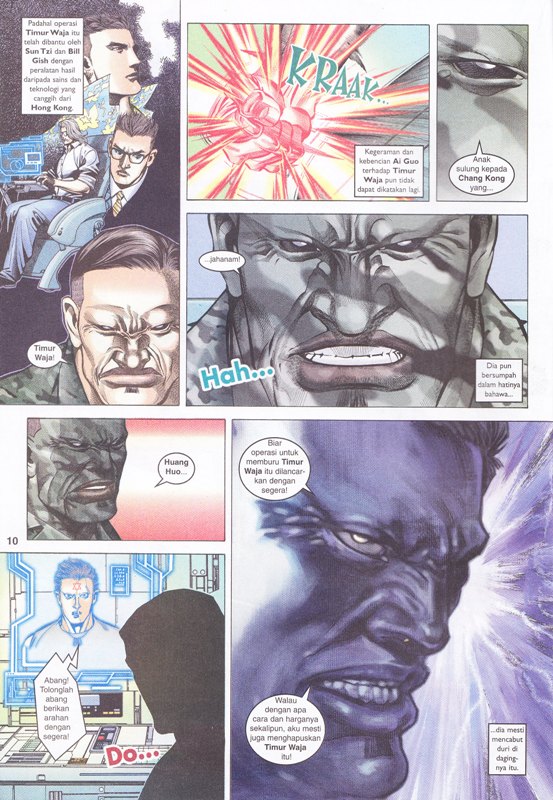 Padahal operasi
Timur Waja itu
telah dibantu oleh
Sun Tzi dan Bill
Gish dengan
peralatan hasil
daripada sains dan
teknologi yang
canggih dari
Hong Kong.
Timur
Waja!
KRAAK...
Kegeraman dan
kebencian Ai Guo
terhadap Timur
Waja pun tidak
dapat dikatakan lagi.
Anak
sulung kepada
Chang Kong
yang...
...jahanam!
Hah...
Dia pun
bersumpah
dalam hatinya
bahawa...
Huang
Huo...
Biar
operasi untuk
memburu Timur
Waja itu dilancar-
kan dengan
segera!
Abang!
Tolonglah
abang
berikan
arahan
dengan
segera!
Do...
Walau
dengan apa
cara dan harganya
sekalipun, aku mesti
juga menghapuskan
Timur Waja
itu!
...dia mesti
mencabut
duri di
daging-
nya itu.
10